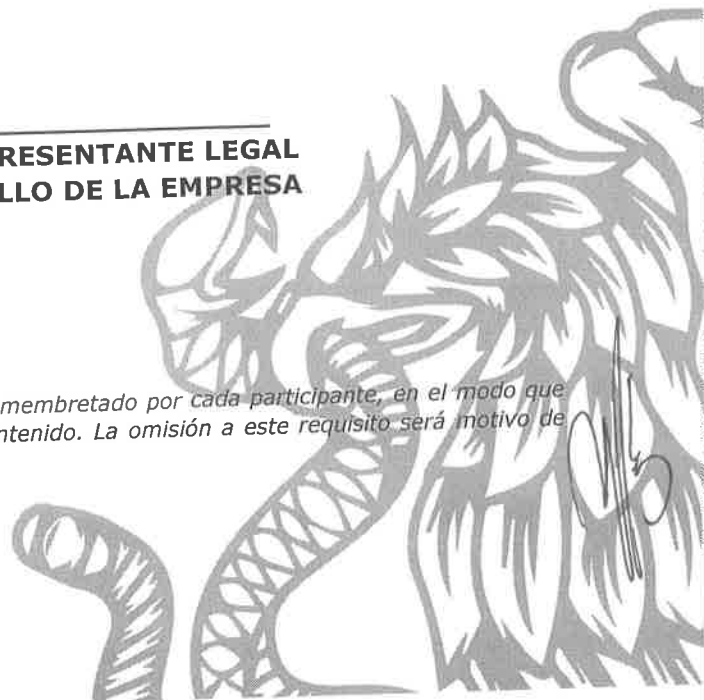 RESENTANTE LEGAL
LLO DE LA EMPRESA
membretado por cada participante, en el modo que
ntenido. La omisión a este requisito será motivo de